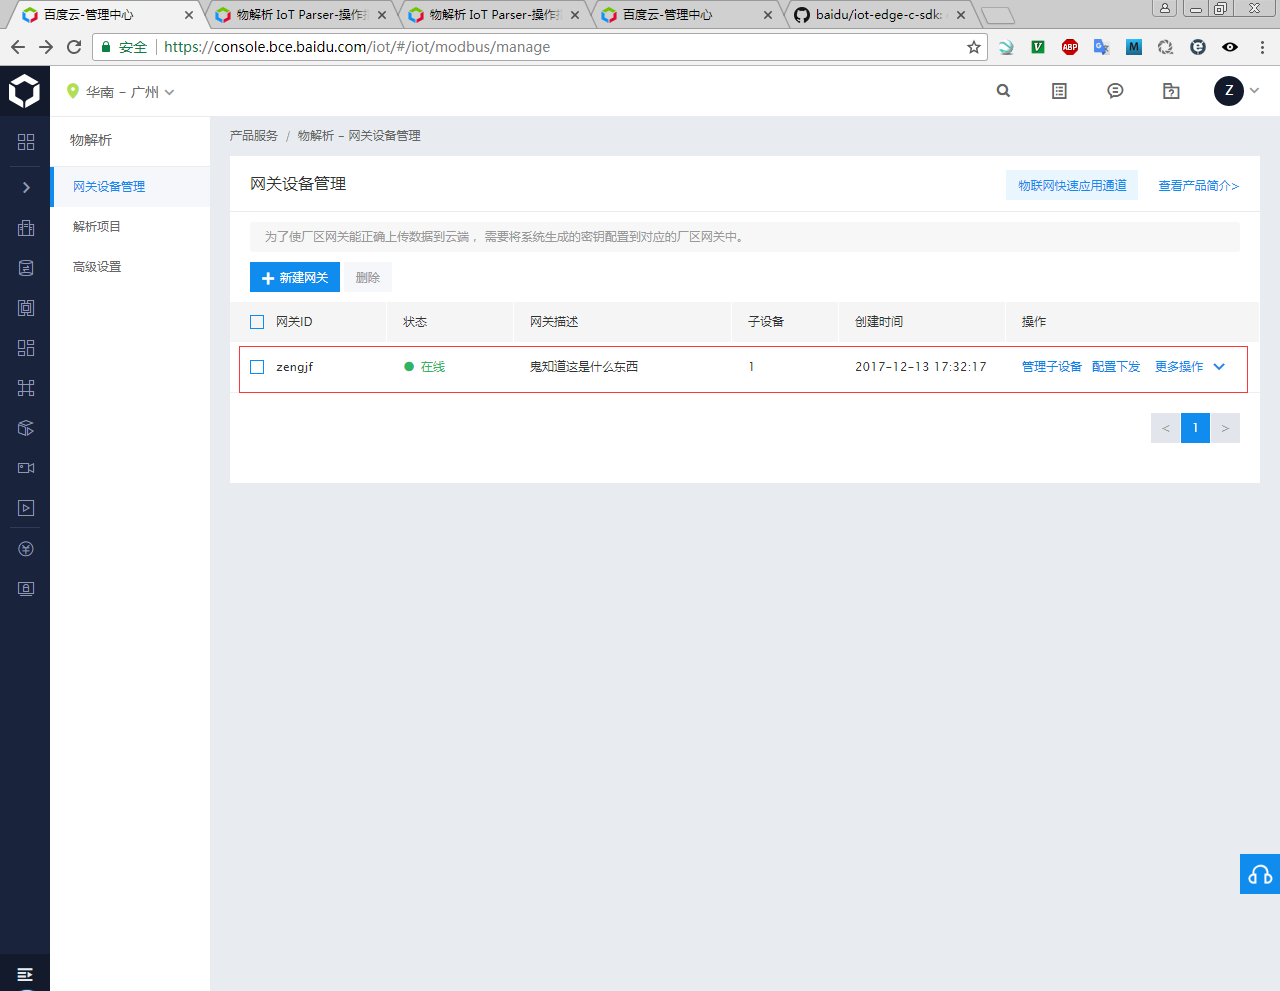 百度云-管理中心
物解析 IoT Parser-操作
物解析 IoT Parser-操作
百度云-管理中心
baidu/iot-edge-c-sdk:
安全 https://console.bce.baidu.com/iot/#/iot/modbus/manage
V
ABP
M
华南 - 广州
Z
物解析
网关设备管理
解析项目
高级设置
产品服务 / 物解析 - 网关设备管理
网关设备管理
物联网快速应用通道
查看产品简介>
为了使厂区网关能正确上传数据到云端，需要将系统生成的密钥配置到对应的厂区网关中。
新建网关
删除
网关ID 状态 网关描述 子设备 创建时间 操作
zengjf 在线 鬼知道这是什么东西 1 2017-12-13 17:32:17 管理子设备 配置下发 更多操作
< 1 >